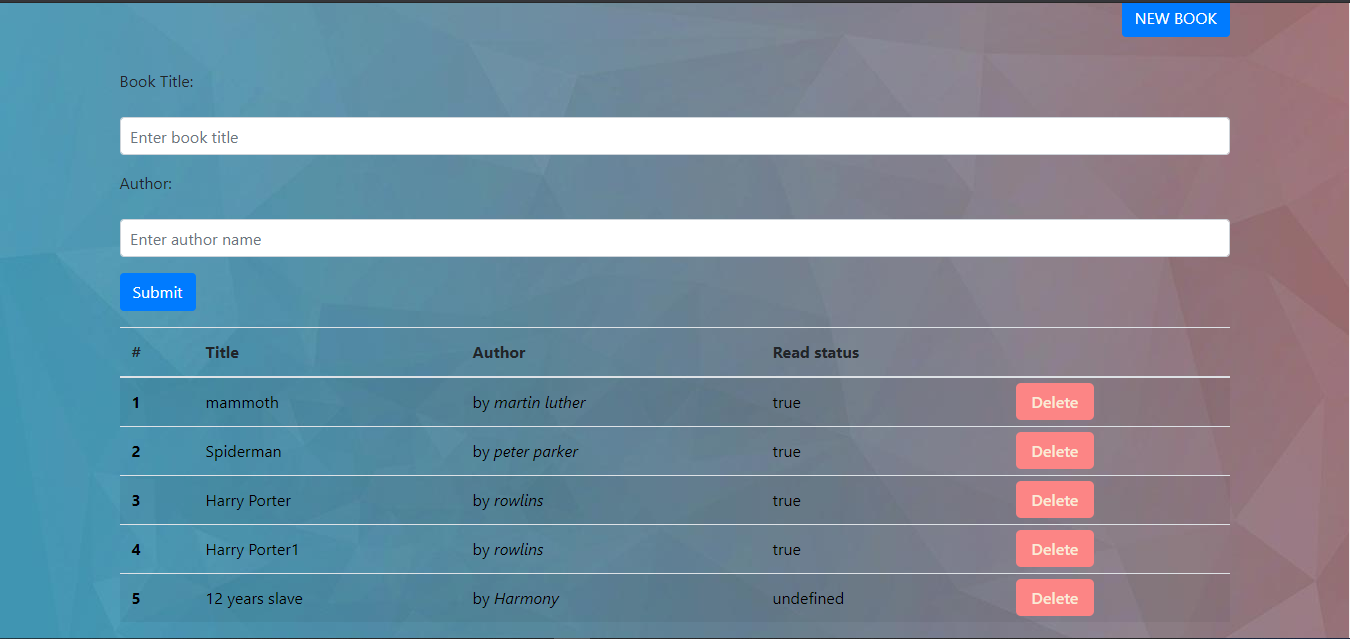 NEW BOOK
Book Title:
Enter book title
Author:
Enter author name
Submit
# Title Author Read status
1 mammoth by martin luther true Delete
2 Spiderman by peter parker true Delete
3 Harry Porter by rowlins true Delete
4 Harry Porter1 by rowlins true Delete
5 12 years slave by Harmony undefined Delete